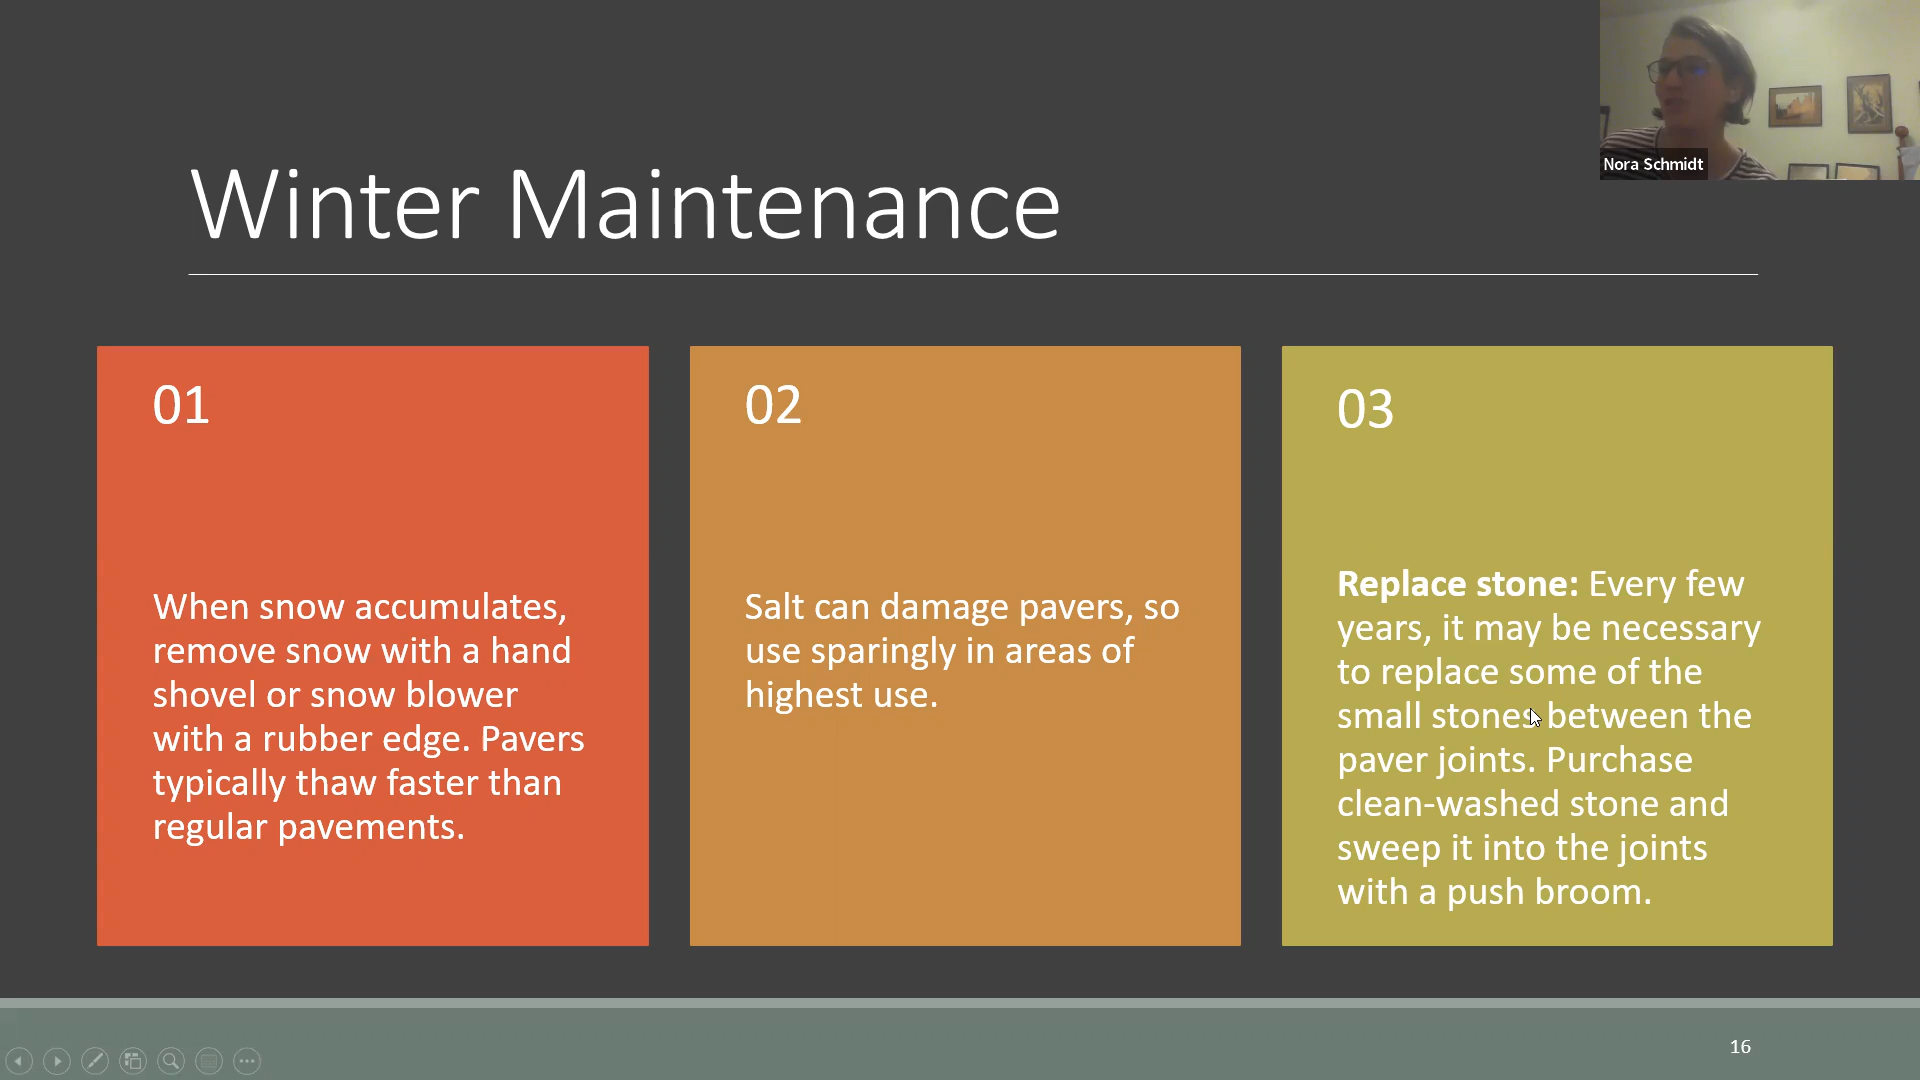 Nora Schmidt
Winter Maintenance
01
When snow accumulates,
remove snow with a hand
shovel or snow blower
with a rubber edge. Pavers
typically thaw faster than
regular pavements.
02
Salt can damage pavers, so
use sparingly in areas of
highest use.
03
Replace stone: Every few
years, it may be necessary
to replace some of the
small stones between the
paver joints. Purchase
clean-washed stone and
sweep it into the joints
with a push broom.
16